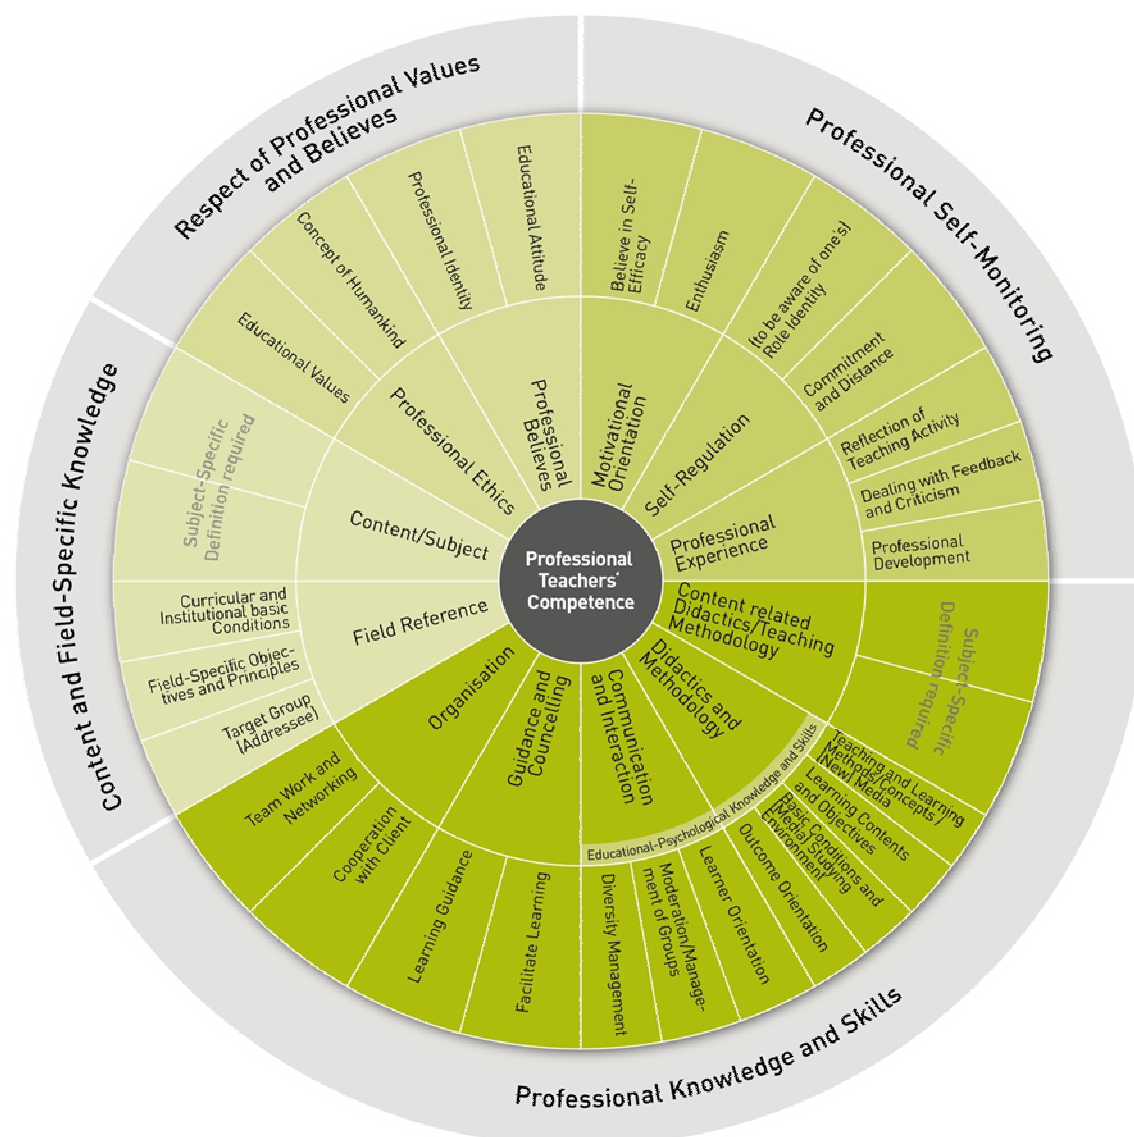 Respect of Professional Values
and Believes
Professional Self-Monitoring
Content and Field-Specific Knowledge
Professional Knowledge and Skills
Professional
Teachers´
Competence
Professional
Believes
Educational Attitude
Professional Identity
Professional Ethics
Concept of Humankind
Educational Values
Motivational
Orientation
Believe in Self-
Efficacy
Enthusiasm
Self-Regulation
(to be aware of one's)
Role Identity
Commitment
and Distance
Professional
Experience
Reflection of
Teaching Activity
Dealing with Feedback
and Criticism
Professional
Development
Content related
Didactics/Teaching
Methodology
Subject-Specific
Definition required
Didactics and
Methodology
Teaching and Learning
Methods/Concepts /
(New) Media
Learning Contents
and Objectives
Basic Conditions and
(Media) Studying
Environment
Outcome Orientation
Educational-Psychological Knowledge and Skills
Communication
and Interaction
Learner Orientation
Moderation/Manage-
ment of Groups
Diversity Management
Guidance and
Councelling
Facilitate Learning
Learning Guidance
Organisation
Cooperation
with Client
Team Work and
Networking
Field Reference
Target Group
(Addressee)
Field-Specific Objec-
tives and Principles
Curricular and
Institutional basic
Conditions
Content/Subject
Subject-Specific
Definition required